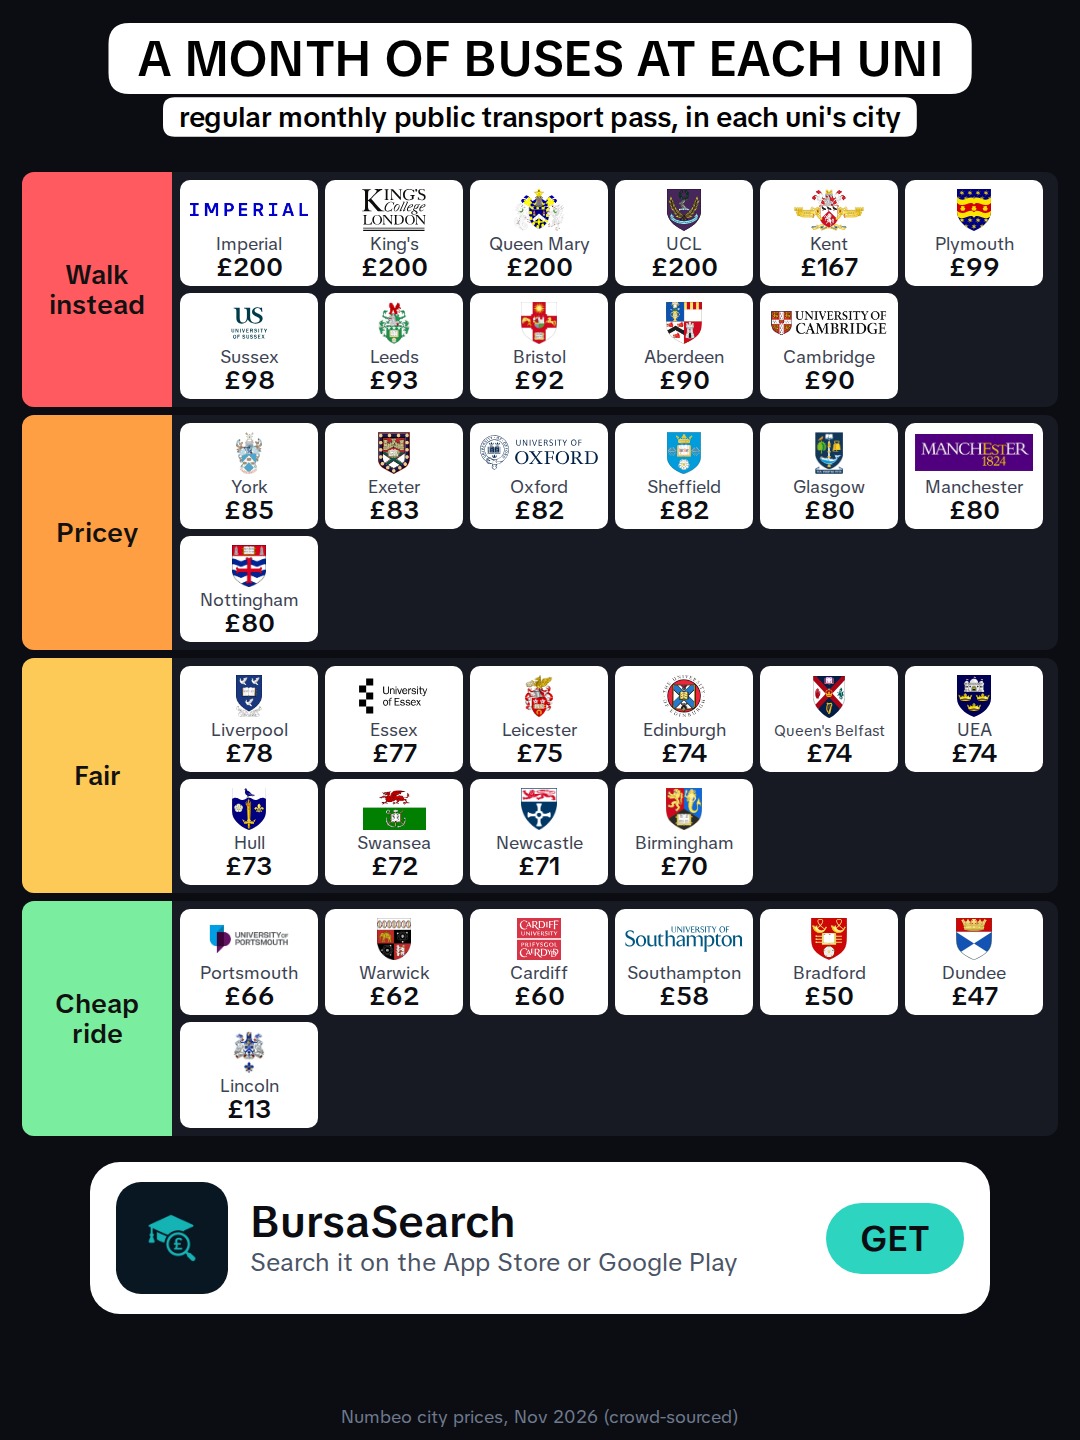 A MONTH OF BUSES AT EACH UNI
regular monthly public transport pass, in each uni's city
Walk
instead
IMPERIAL
Imperial
£200
KING'S
College
LONDON
King's
£200
Queen Mary
£200
UCL
£200
Kent
£167
Plymouth
£99
US
UNIVERSITY
OF SUSSEX
Sussex
£98
Leeds
£93
Bristol
£92
Aberdeen
£90
UNIVERSITY OF
CAMBRIDGE
Cambridge
£90
Pricey
York
£85
Exeter
£83
UNIVERSITY OF
OXFORD
Oxford
£82
Sheffield
£82
Glasgow
£80
MANCHESTER
1824
Manchester
£80
Nottingham
£80
Fair
Liverpool
£78
University
of Essex
Essex
£77
Leicester
£75
Edinburgh
£74
Queen's Belfast
£74
UEA
£74
Hull
£73
Swansea
£72
Newcastle
£71
Birmingham
£70
Cheap
ride
UNIVERSITY OF
PORTSMOUTH
Portsmouth
£66
Warwick
£62
CARDIFF
UNIVERSITY
PRIFYSGOL
CAERDYDD
Cardiff
£60
UNIVERSITY OF
Southampton
Southampton
£58
Bradford
£50
Dundee
£47
Lincoln
£13
BursaSearch
Search it on the App Store or Google Play
GET
Numbeo city prices, Nov 2026 (crowd-sourced)